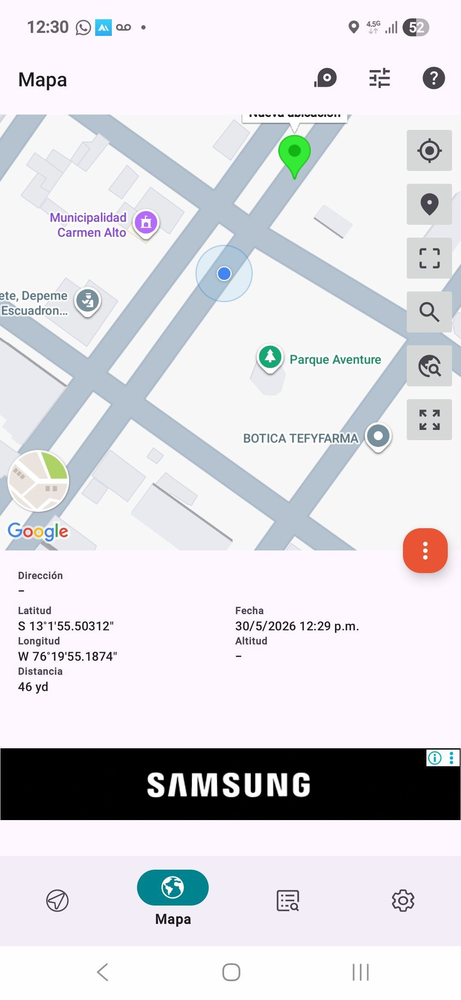 12:30
4.5G
52
Mapa
Nueva ubicación
Municipalidad
Carmen Alto
ete, Depeme
Escuadron...
Parque Aventure
BOTICA TEFYFARMA
Google
Dirección
–
Latitud
Fecha
S 13°1'55.50312"
30/5/2026 12:29 p.m.
Longitud
Altitud
W 76°19'55.1874"
–
Distancia
46 yd
SAMSUNG
Mapa